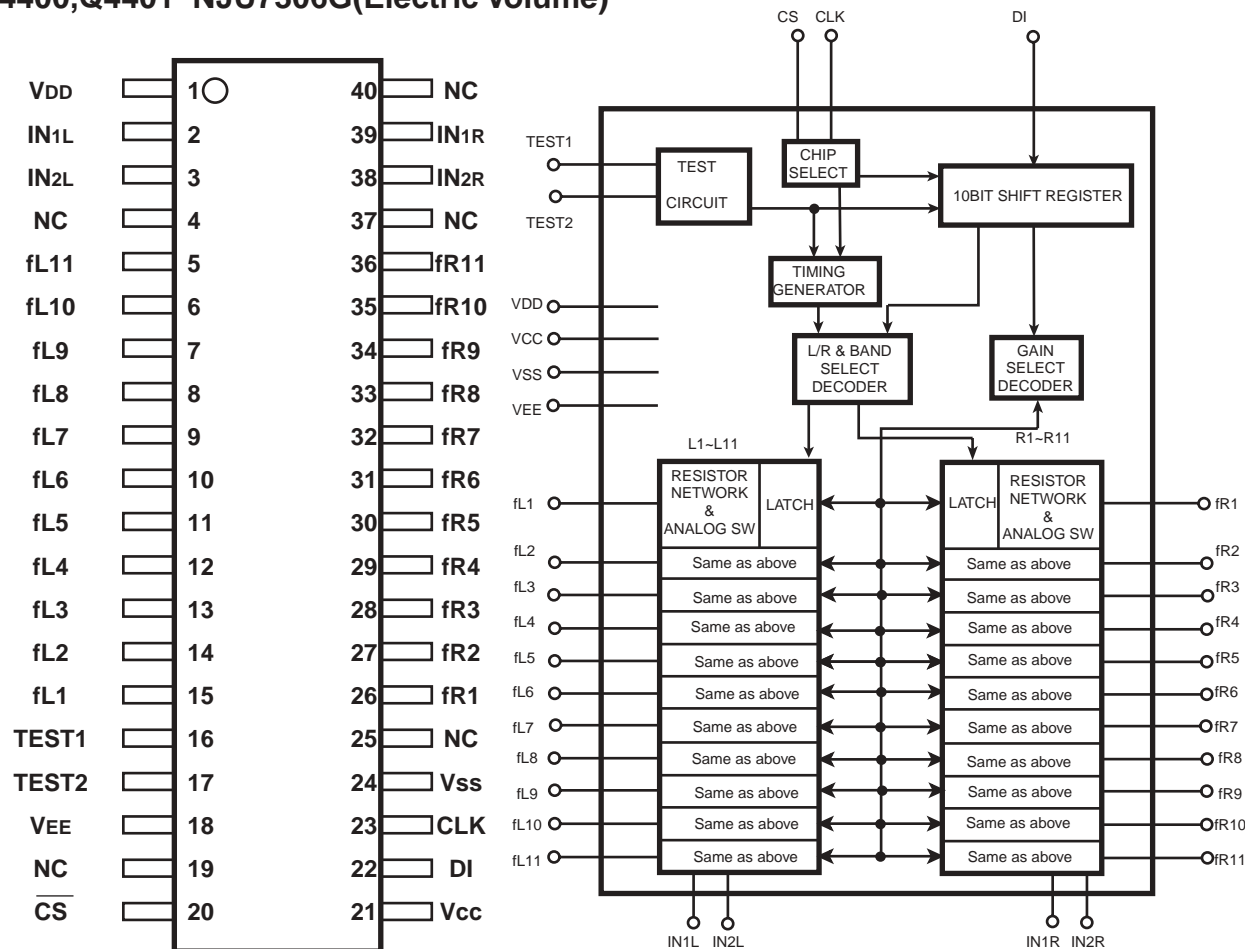 4400,Q4401 NJU7306G(Electric Volume)
VDD 1 40 NC
IN1L 2 39 IN1R
IN2L 3 38 IN2R
NC 4 37 NC
fL11 5 36 fR11
fL10 6 35 fR10
fL9 7 34 fR9
fL8 8 33 fR8
fL7 9 32 fR7
fL6 10 31 fR6
fL5 11 30 fR5
fL4 12 29 fR4
fL3 13 28 fR3
fL2 14 27 fR2
fL1 15 26 fR1
TEST1 16 25 NC
TEST2 17 24 Vss
VEE 18 23 CLK
NC 19 22 DI
CS 20 21 Vcc
CS CLK DI
TEST1
TEST2
TEST
CIRCUIT
CHIP
SELECT
10BIT SHIFT REGISTER
TIMING
GENERATOR
VDD
VCC
VSS
VEE
L/R & BAND
SELECT
DECODER
GAIN
SELECT
DECODER
L1~L11 R1~R11
RESISTOR
NETWORK
&
ANALOG SW
LATCH
LATCH
RESISTOR
NETWORK
&
ANALOG SW
fL1 fR1
fL2 Same as above Same as above fR2
fL3 Same as above Same as above fR3
fL4 Same as above Same as above fR4
fL5 Same as above Same as above fR5
fL6 Same as above Same as above fR6
fL7 Same as above Same as above fR7
fL8 Same as above Same as above fR8
fL9 Same as above Same as above fR9
fL10 Same as above Same as above fR10
fL11 Same as above Same as above fR11
IN1L IN2L IN1R IN2R